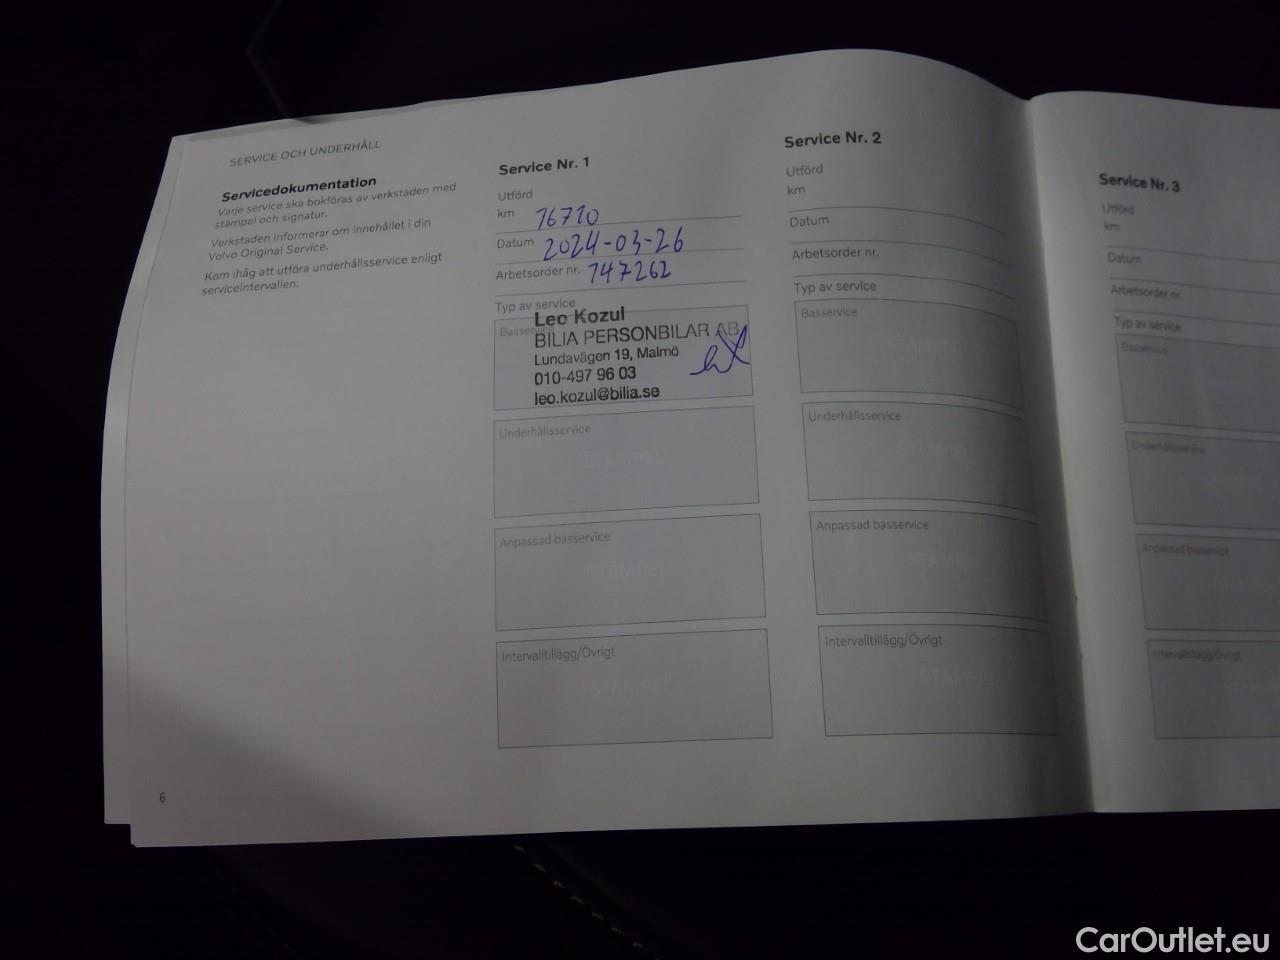 SERVICE OCH UNDERHÅLL
Servicedokumentation
Varje service ska bokföras av verkstaden med
stämpel och signatur.
Verkstaden informerar om innehållet i din
Volvo Original Service.
Kom ihåg att utföra underhållsservice enligt
serviceintervallen.
6
Service Nr. 1
Utförd
km 16710
Datum 2024-03-26
Arbetsorder nr. 747262
Typ av service
Basservice
Leo Kozul
BILIA PERSONBILAR AB
Lundavägen 19, Malmö
010-497 96 03
leo.kozul@bilia.se
Underhållsservice
STÄMPEL
Anpassad basservice
STÄMPEL
Intervalltillägg/Övrigt
STÄMPEL
Service Nr. 2
Utförd
km
Datum
Arbetsorder nr.
Typ av service
Basservice
STÄMPEL
Underhållsservice
STÄMPEL
Anpassad basservice
STÄMPEL
Intervalltillägg/Övrigt
STÄMPEL
Service Nr. 3
Utförd
km
Datum
Arbetsorder nr.
Typ av service
Basservice
Underhållsservice
Anpassad basservice
Intervalltillägg/Övrigt
CarOutlet.eu